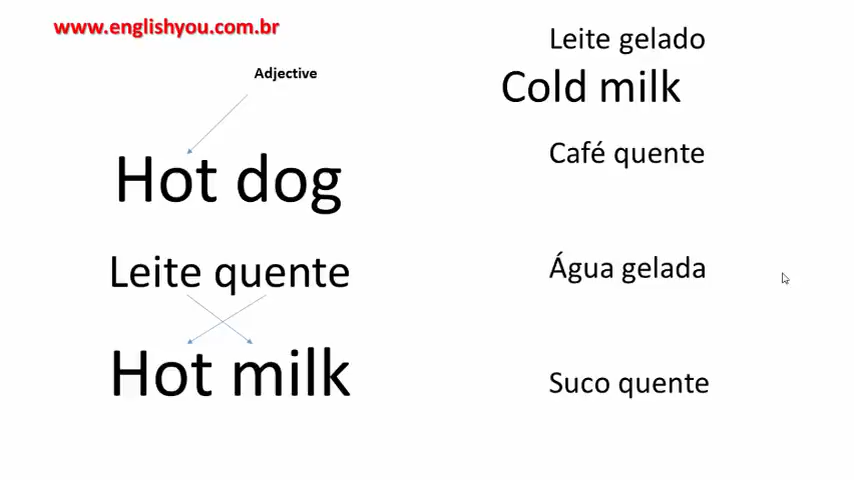 www.englishyou.com.br
Adjective
Hot dog
Leite quente
Hot milk
Leite gelado
Cold milk
Café quente
Água gelada
Suco quente